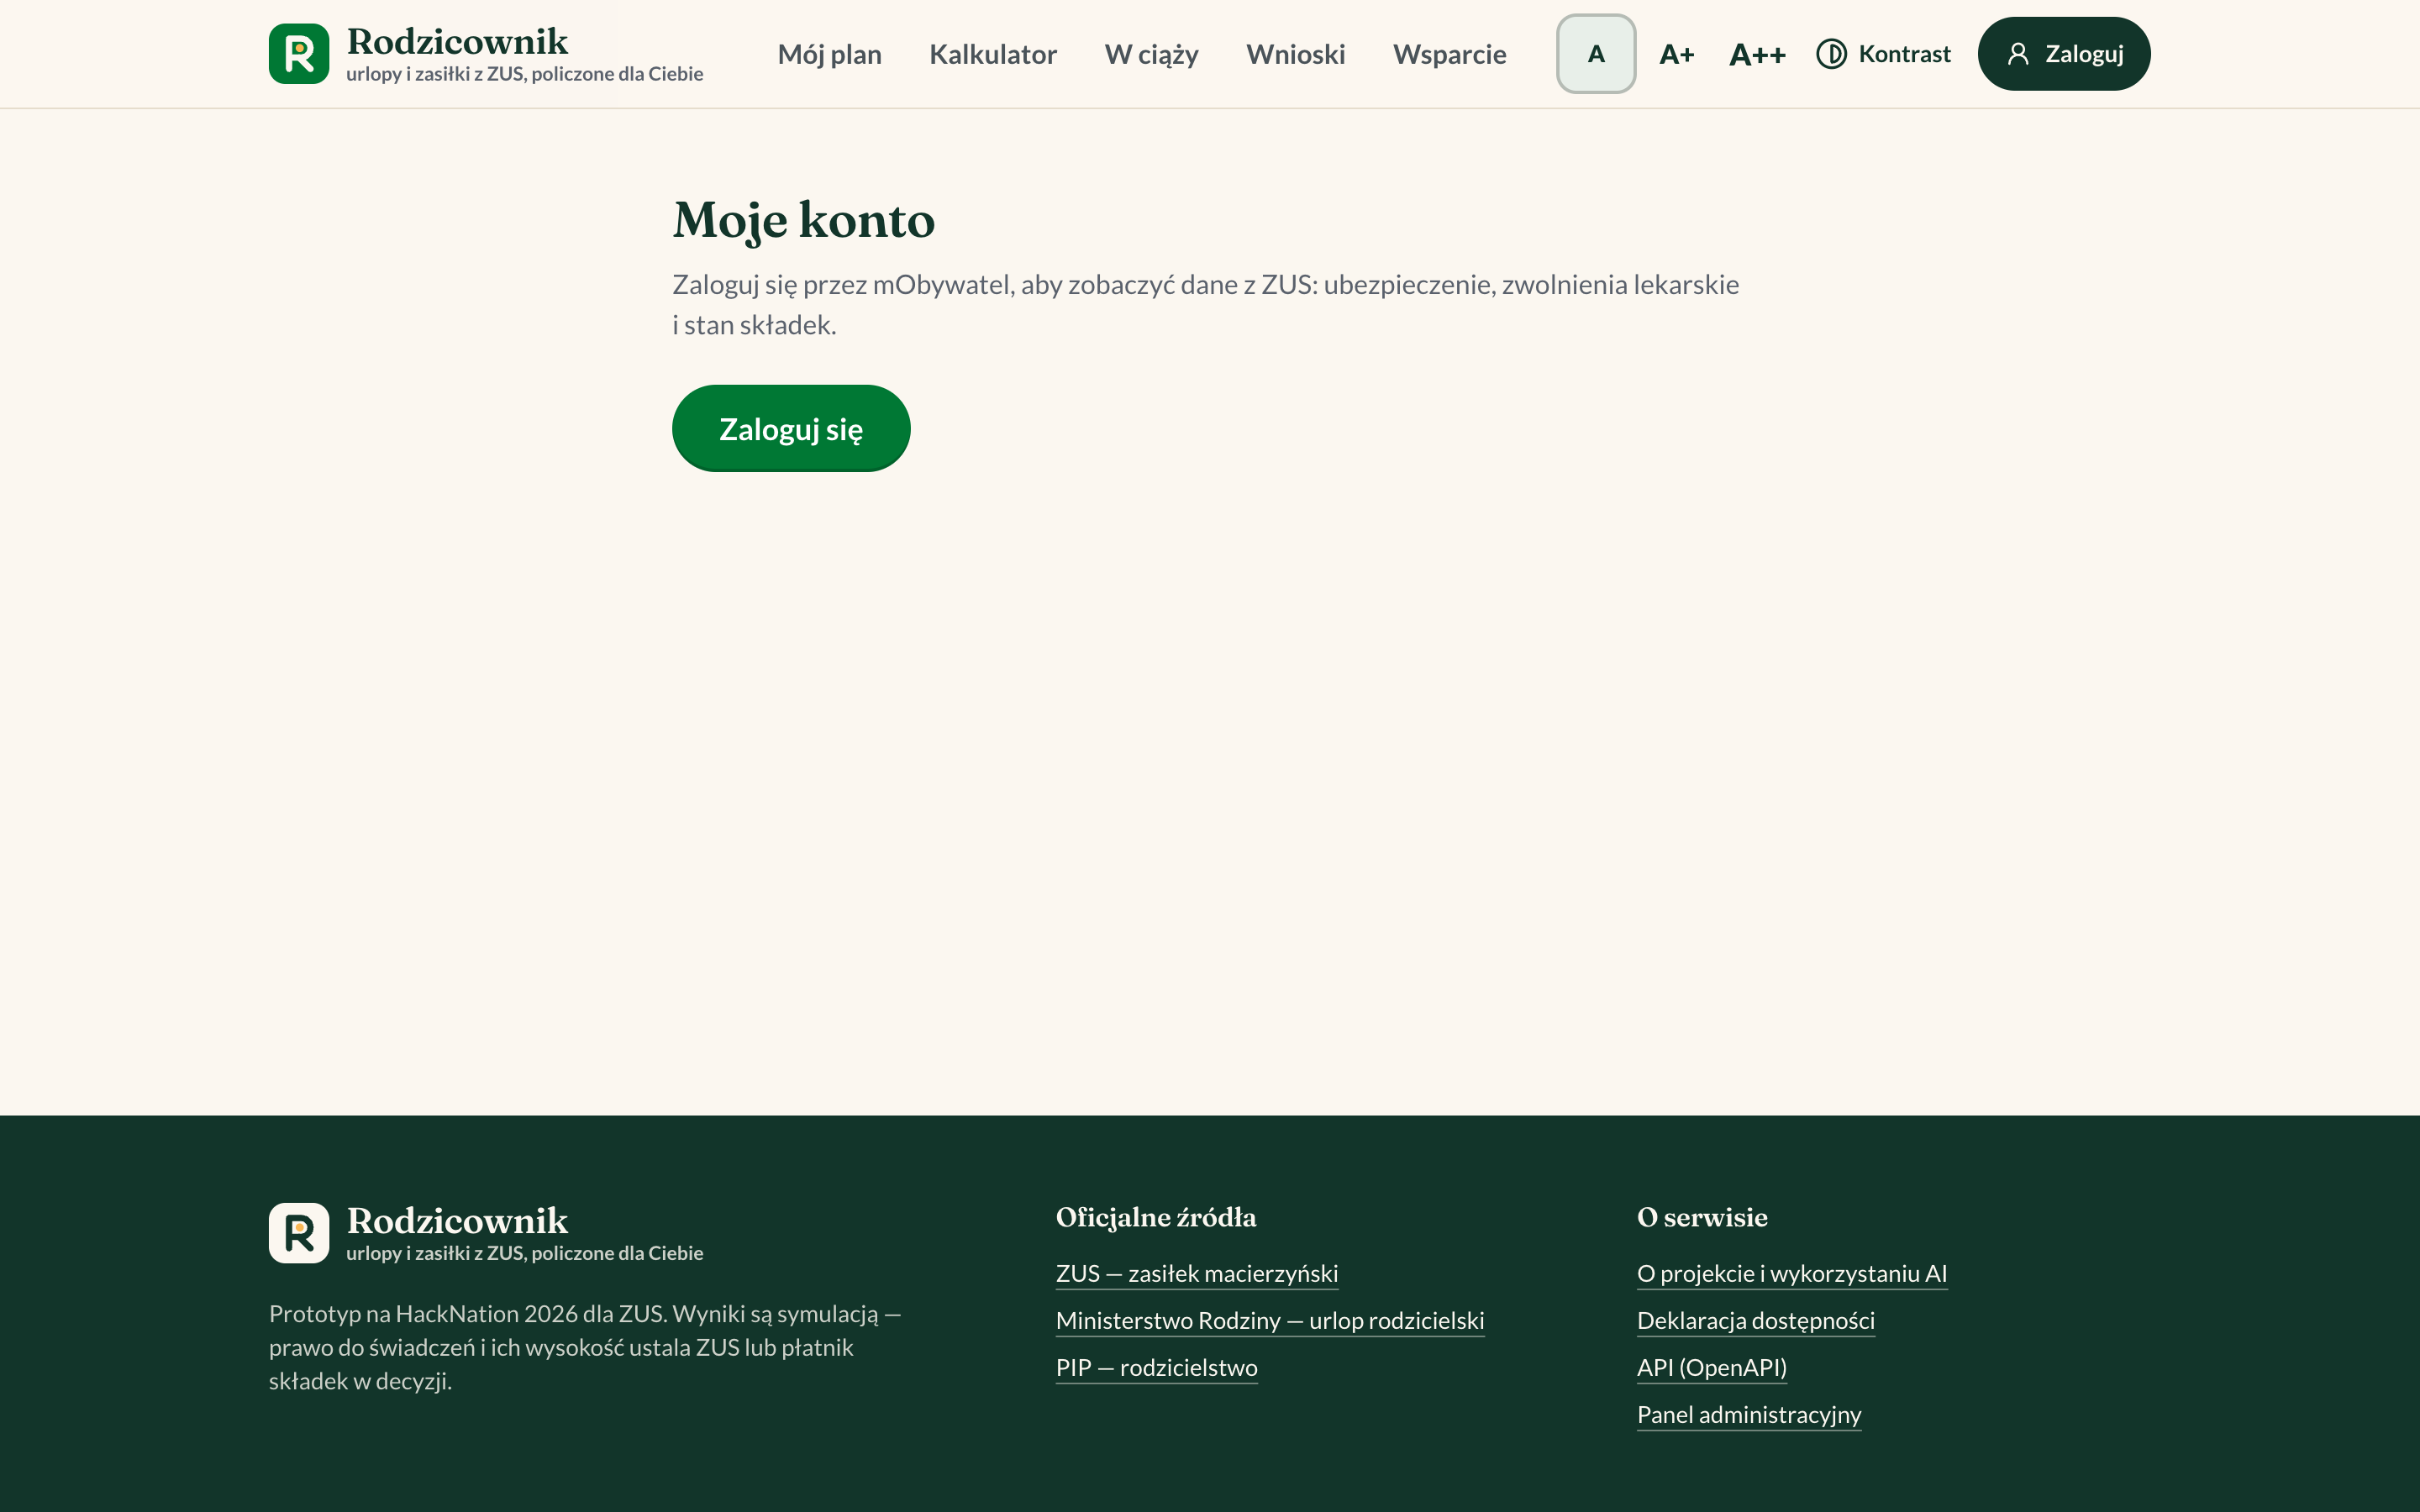 Rodzicownik
urlopy i zasiłki z ZUS, policzone dla Ciebie
Mój plan
Kalkulator
W ciąży
Wnioski
Wsparcie
A
A+
A++
Kontrast
Zaloguj
Moje konto
Zaloguj się przez mObywatel, aby zobaczyć dane z ZUS: ubezpieczenie, zwolnienia lekarskie
i stan składek.
Zaloguj się
Rodzicownik
urlopy i zasiłki z ZUS, policzone dla Ciebie
Prototyp na HackNation 2026 dla ZUS. Wyniki są symulacją —
prawo do świadczeń i ich wysokość ustala ZUS lub płatnik
składek w decyzji.
Oficjalne źródła
ZUS — zasiłek macierzyński
Ministerstwo Rodziny — urlop rodzicielski
PIP — rodzicielstwo
O serwisie
O projekcie i wykorzystaniu AI
Deklaracja dostępności
API (OpenAPI)
Panel administracyjny